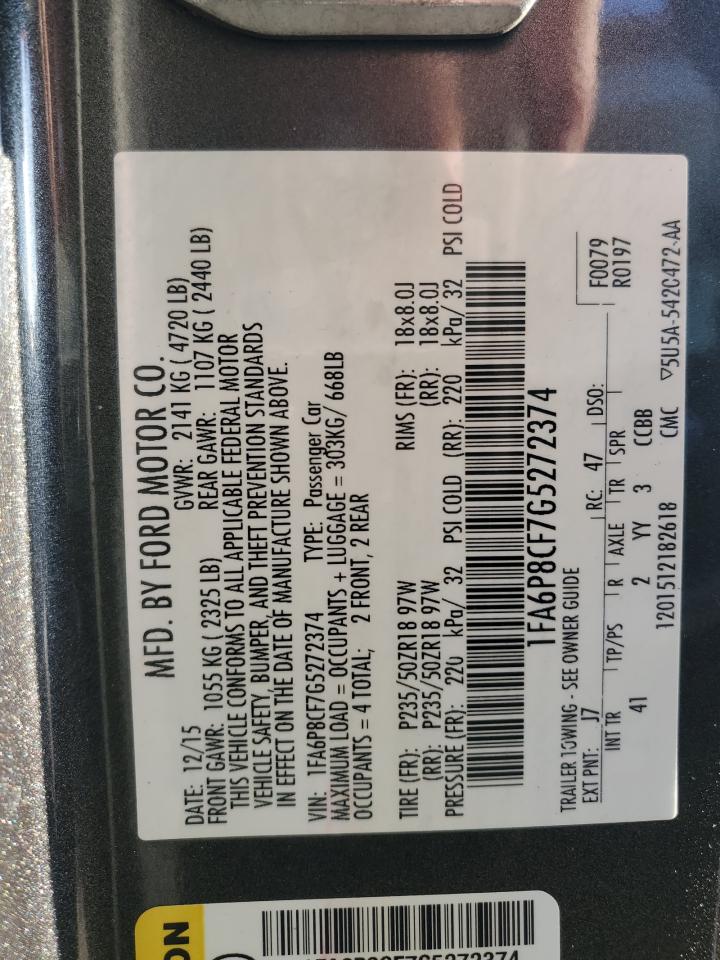 MFD. BY FORD MOTOR CO.
DATE: 12/15 GVWR: 2141 KG ( 4720 LB)
FRONT GAWR: 1055 KG ( 2325 LB) REAR GAWR: 1107 KG ( 2440 LB)
THIS VEHICLE CONFORMS TO ALL APPLICABLE FEDERAL MOTOR
VEHICLE SAFETY, BUMPER, AND THEFT PREVENTION STANDARDS
IN EFFECT ON THE DATE OF MANUFACTURE SHOWN ABOVE.
VIN: 1FA6P8CF7G5272374 TYPE: Passenger Car
MAXIMUM LOAD = OCCUPANTS + LUGGAGE = 303KG/ 668LB
OCCUPANTS = 4 TOTAL; 2 FRONT, 2 REAR
TIRE (FR): P235/50ZR18 97W RIMS (FR): 18x8.0J
(RR): P235/50ZR18 97W (RR): 18x8.0J
PRESSURE (FR): 220 kPa/ 32 PSI COLD (RR): 220 kPa/ 32 PSI COLD
1FA6P8CF7G5272374
TRAILER TOWING - SEE OWNER GUIDE F0079
EXT PNT: J7 RC: 47 DSO: R0197
INT TR TP/PS R AXLE TR SPR
41 2 YY 3 CCBB
1201512182618 CMC ▽5U5A-5420472-AA
ON